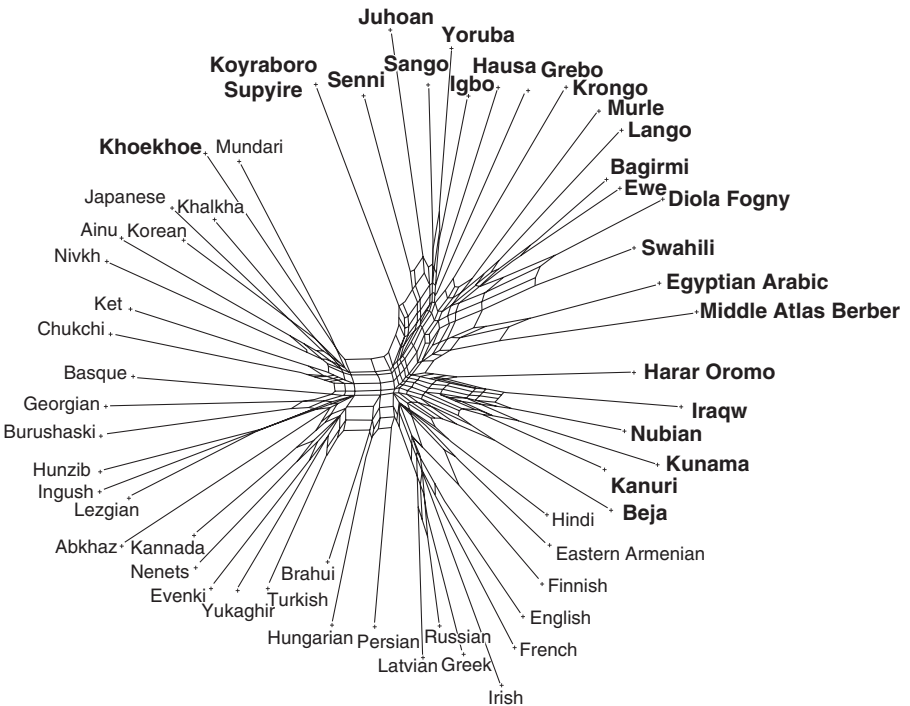 Juhoan
Yoruba
Koyraboro
Sango
Hausa
Grebo
Senni
Igbo
Supyire
Krongo
Murle
Lango
Khoekhoe
Mundari
Bagirmi
Ewe
Diola Fogny
Japanese
Khalkha
Ainu
Korean
Swahili
Nivkh
Egyptian Arabic
Ket
Middle Atlas Berber
Chukchi
Basque
Harar Oromo
Georgian
Iraqw
Burushaski
Nubian
Hunzib
Kunama
Ingush
Kanuri
Lezgian
Beja
Hindi
Abkhaz
Kannada
Eastern Armenian
Nenets
Brahui
Finnish
Evenki
Turkish
Yukaghir
English
Hungarian
Persian
Russian
French
Latvian
Greek
Irish